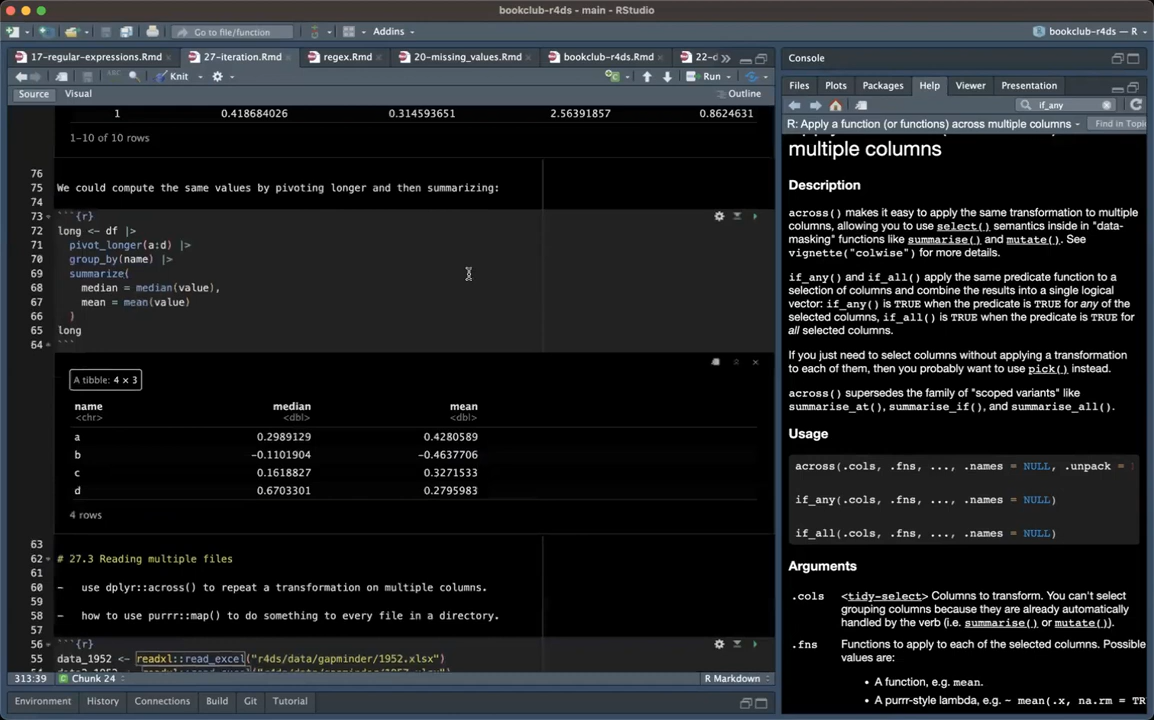 bookclub-r4ds - main - RStudio
Go to file/function
Addins
bookclub-r4ds - R
17-regular-expressions.Rmd
27-iteration.Rmd
regex.Rmd
20-missing_values.Rmd
bookclub-r4ds.Rmd
22-
Knit
Run
Source
Visual
Outline
1 0.418684026 0.314593651 2.56391857 0.8624631
1-10 of 10 rows
76
75 We could compute the same values by pivoting longer and then summarizing:
74
73 ```{r}
72 long <- df |>
71 pivot_longer(a:d) |>
70 group_by(name) |>
69 summarize(
68 median = median(value),
67 mean = mean(value)
66 )
65 long
64 ```
A tibble: 4 × 3
name median mean
<chr> <dbl> <dbl>
a 0.2989129 0.4280589
b -0.1101904 -0.4637706
c 0.1618827 0.3271533
d 0.6703301 0.2795983
4 rows
63
62 # 27.3 Reading multiple files
61
60 - use dplyr::across() to repeat a transformation on multiple columns.
59
58 - how to use purrr::map() to do something to every file in a directory.
57
56 ```{r}
55 data_1952 <- readxl::read_excel("r4ds/data/gapminder/1952.xlsx")
313:39
Chunk 24
R Markdown
Environment
History
Connections
Build
Git
Tutorial
Console
Files
Plots
Packages
Help
Viewer
Presentation
if_any
R: Apply a function (or functions) across multiple columns
Find in Topic
multiple columns
Description
across() makes it easy to apply the same transformation to multiple
columns, allowing you to use select() semantics inside in "data-
masking" functions like summarise() and mutate(). See
vignette("colwise") for more details.
if_any() and if_all() apply the same predicate function to a
selection of columns and combine the results into a single logical
vector: if_any() is TRUE when the predicate is TRUE for any of the
selected columns, if_all() is TRUE when the predicate is TRUE for
all selected columns.
If you just need to select columns without applying a transformation
to each of them, then you probably want to use pick() instead.
across() supersedes the family of "scoped variants" like
summarise_at(), summarise_if(), and summarise_all().
Usage
across(.cols, .fns, ..., .names = NULL, .unpack =
if_any(.cols, .fns, ..., .names = NULL)
if_all(.cols, .fns, ..., .names = NULL)
Arguments
.cols <tidy-select> Columns to transform. You can't select
grouping columns because they are already automatically
handled by the verb (i.e. summarise() or mutate()).
.fns Functions to apply to each of the selected columns. Possible
values are:
• A function, e.g. mean.
• A purrr-style lambda, e.g. ~ mean(.x, na.rm = TR